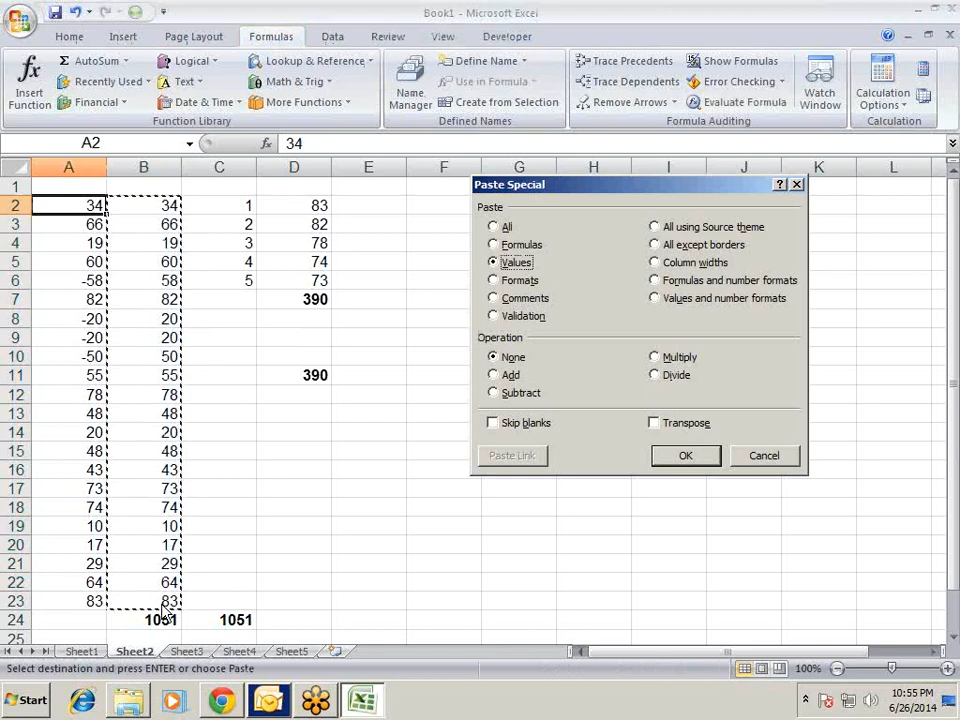 Book1 - Microsoft Excel
Home Insert Page Layout Formulas Data Review View Developer
AutoSum Logical Lookup & Reference Define Name Trace Precedents Show Formulas
Recently Used Text Math & Trig Use in Formula Trace Dependents Error Checking
Financial Date & Time More Functions Create from Selection Remove Arrows Evaluate Formula
Insert Function Name Manager Watch Window Calculation Options
Function Library Defined Names Formula Auditing Calculation
A2 fx 34
A B C D E F G H I J K L
1
2 34 34 1 83
3 66 66 2 82
4 19 19 3 78
5 60 60 4 74
6 -58 58 5 73
7 82 82 390
8 -20 20
9 -20 20
10 -50 50
11 55 55 390
12 78 78
13 48 48
14 20 20
15 48 48
16 43 43
17 73 73
18 74 74
19 10 10
20 17 17
21 29 29
22 64 64
23 83 83
24 1051 1051
25
Paste Special ?
Paste
All All using Source theme
Formulas All except borders
Values Column widths
Formats Formulas and number formats
Comments Values and number formats
Validation
Operation
None Multiply
Add Divide
Subtract
Skip blanks Transpose
Paste Link OK Cancel
Sheet1 Sheet2 Sheet3 Sheet4 Sheet5
Select destination and press ENTER or choose Paste 100%
Start 10:55 PM
6/26/2014